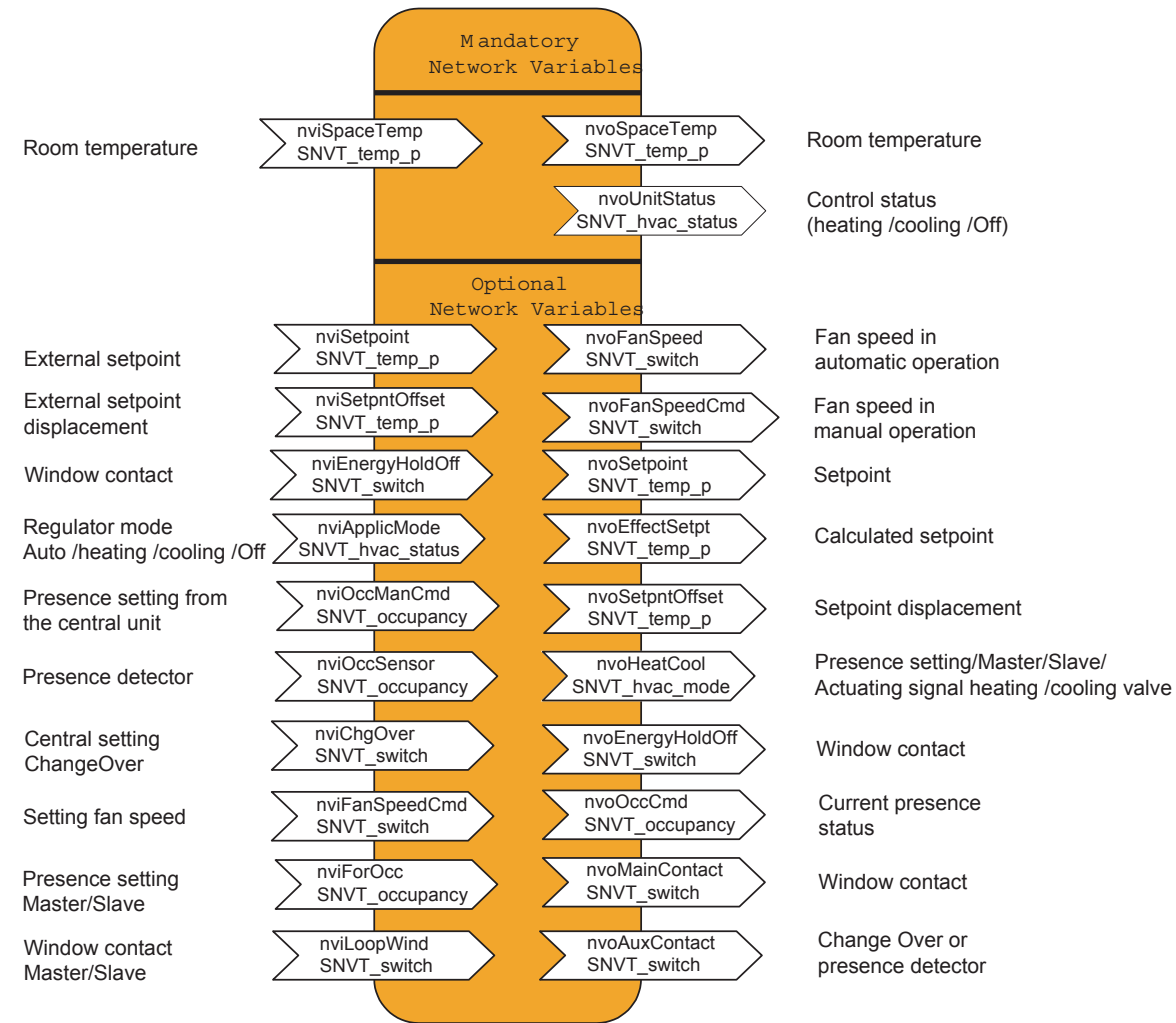 Mandatory
Network Variables
Room temperature
nviSpaceTemp
SNVT_temp_p
nvoSpaceTemp
SNVT_temp_p
Room temperature
nvoUnitStatus
SNVT_hvac_status
Control status
(heating /cooling /Off)
Optional
Network Variables
External setpoint
nviSetpoint
SNVT_temp_p
nvoFanSpeed
SNVT_switch
Fan speed in
automatic operation
External setpoint
displacement
nviSetpntOffset
SNVT_temp_p
nvoFanSpeedCmd
SNVT_switch
Fan speed in
manual operation
Window contact
nviEnergyHoldOff
SNVT_switch
nvoSetpoint
SNVT_temp_p
Setpoint
Regulator mode
Auto /heating /cooling /Off
nviApplicMode
SNVT_hvac_status
nvoEffectSetpt
SNVT_temp_p
Calculated setpoint
Presence setting from
the central unit
nviOccManCmd
SNVT_occupancy
nvoSetpntOffset
SNVT_temp_p
Setpoint displacement
Presence detector
nviOccSensor
SNVT_occupancy
nvoHeatCool
SNVT_hvac_mode
Presence setting/Master/Slave/
Actuating signal heating /cooling valve
Central setting
ChangeOver
nviChgOver
SNVT_switch
nvoEnergyHoldOff
SNVT_switch
Window contact
Setting fan speed
nviFanSpeedCmd
SNVT_switch
nvoOccCmd
SNVT_occupancy
Current presence
status
Presence setting
Master/Slave
nviForOcc
SNVT_occupancy
nvoMainContact
SNVT_switch
Window contact
Window contact
Master/Slave
nviLoopWind
SNVT_switch
nvoAuxContact
SNVT_switch
Change Over or
presence detector